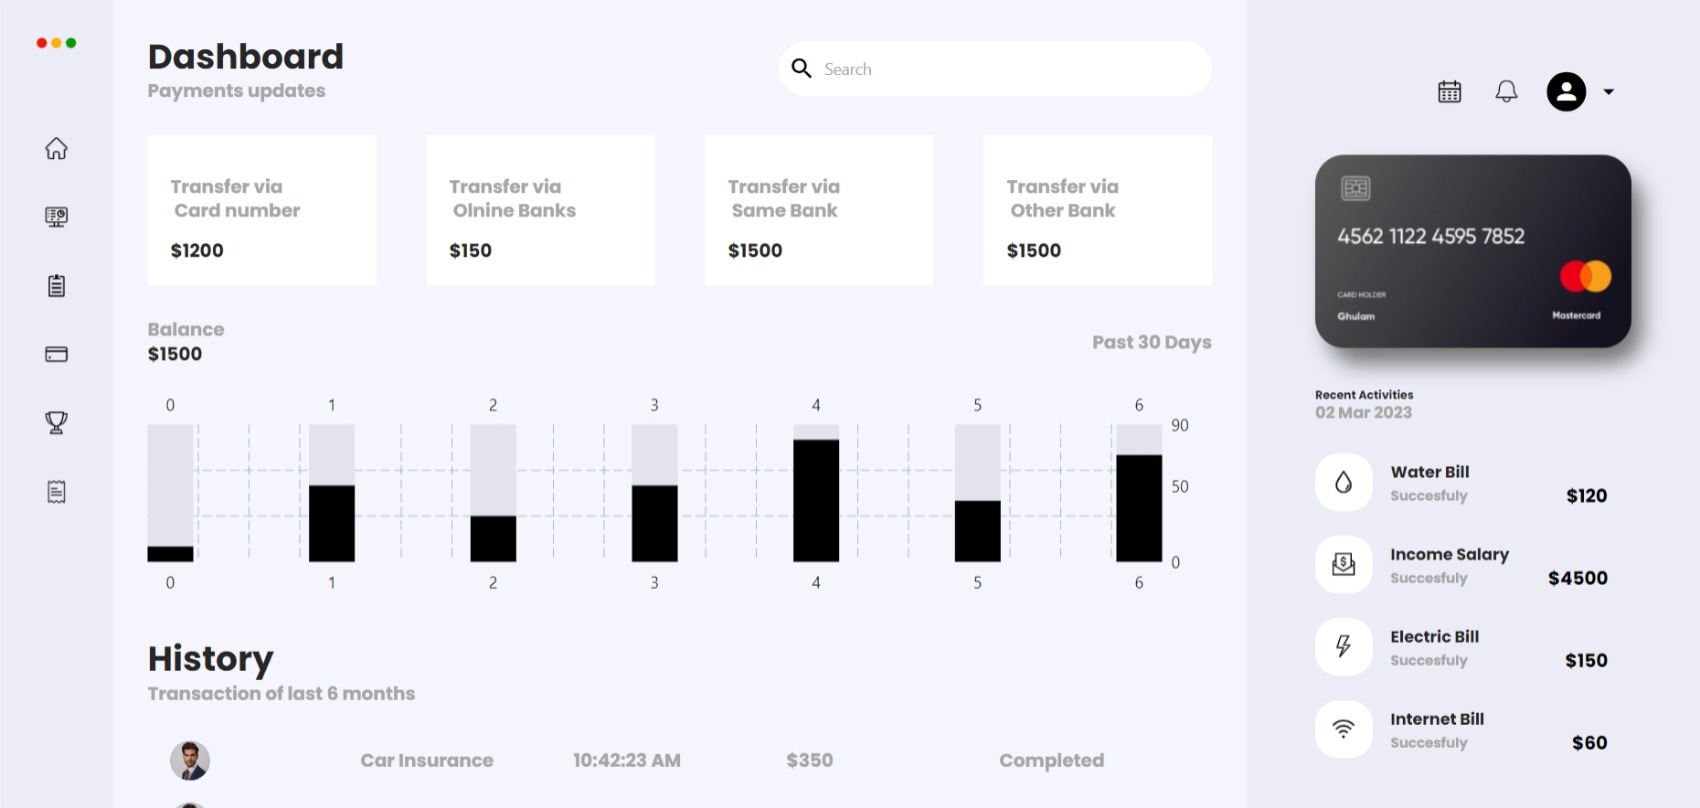 Dashboard
Payments updates
Search
Transfer via
Card number
$1200
Transfer via
Olnine Banks
$150
Transfer via
Same Bank
$1500
Transfer via
Other Bank
$1500
Balance
$1500
Past 30 Days
0 1 2 3 4 5 6
90
50
0
0 1 2 3 4 5 6
History
Transaction of last 6 months
Car Insurance 10:42:23 AM $350 Completed
4562 1122 4595 7852
CARD HOLDER
Ghulam
Mastercard
Recent Activities
02 Mar 2023
Water Bill
Succesfuly
$120
Income Salary
Succesfuly
$4500
Electric Bill
Succesfuly
$150
Internet Bill
Succesfuly
$60